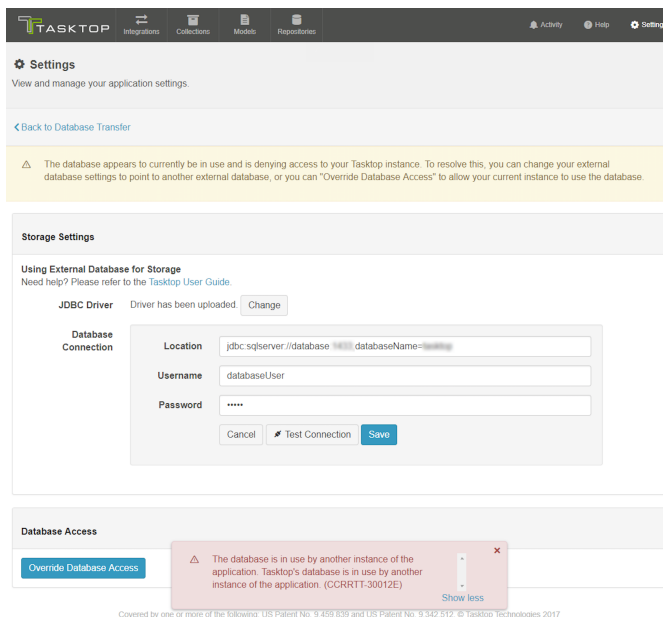 TASKTOP
Integrations
Collections
Models
Repositories
Activity
Help
Setting
Settings
View and manage your application settings.
Back to Database Transfer
The database appears to currently be in use and is denying access to your Tasktop instance. To resolve this, you can change your external
database settings to point to another external database, or you can "Override Database Access" to allow your current instance to use the database.
Storage Settings
Using External Database for Storage
Need help? Please refer to the Tasktop User Guide.
JDBC Driver
Driver has been uploaded.
Change
Database
Connection
Location
jdbc:sqlserver://database databaseName=
Username
databaseUser
Password
•••••
Cancel
Test Connection
Save
Database Access
Override Database Access
The database is in use by another instance of the
application. Tasktop's database is in use by another
instance of the application. (CCRRTT-30012E)
Show less
Covered by one or more of the following: US Patent No. 9,459,839 and US Patent No. 9,342,512. © Tasktop Technologies 2017